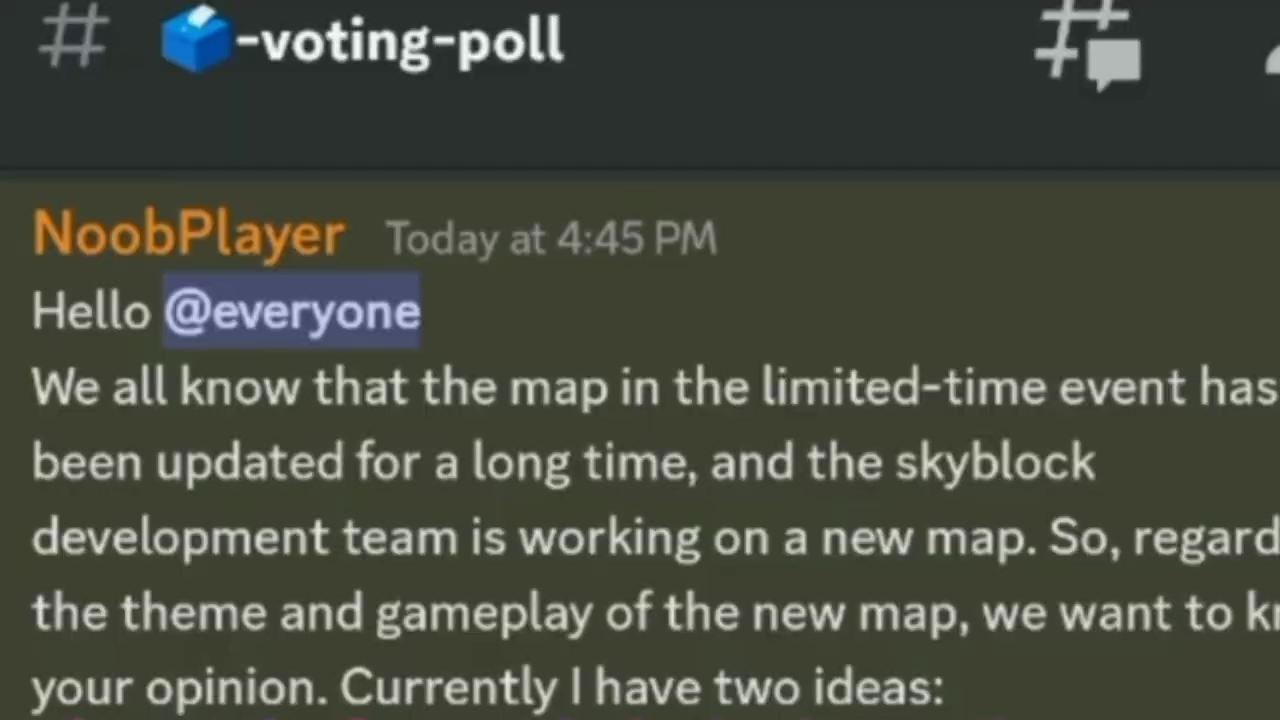 # 🗳️-voting-poll
NoobPlayer Today at 4:45 PM
Hello @everyone
We all know that the map in the limited-time event has
been updated for a long time, and the skyblock
development team is working on a new map. So,
the theme and gameplay of the new map, we want to
your opinion. Currently I have two ideas: